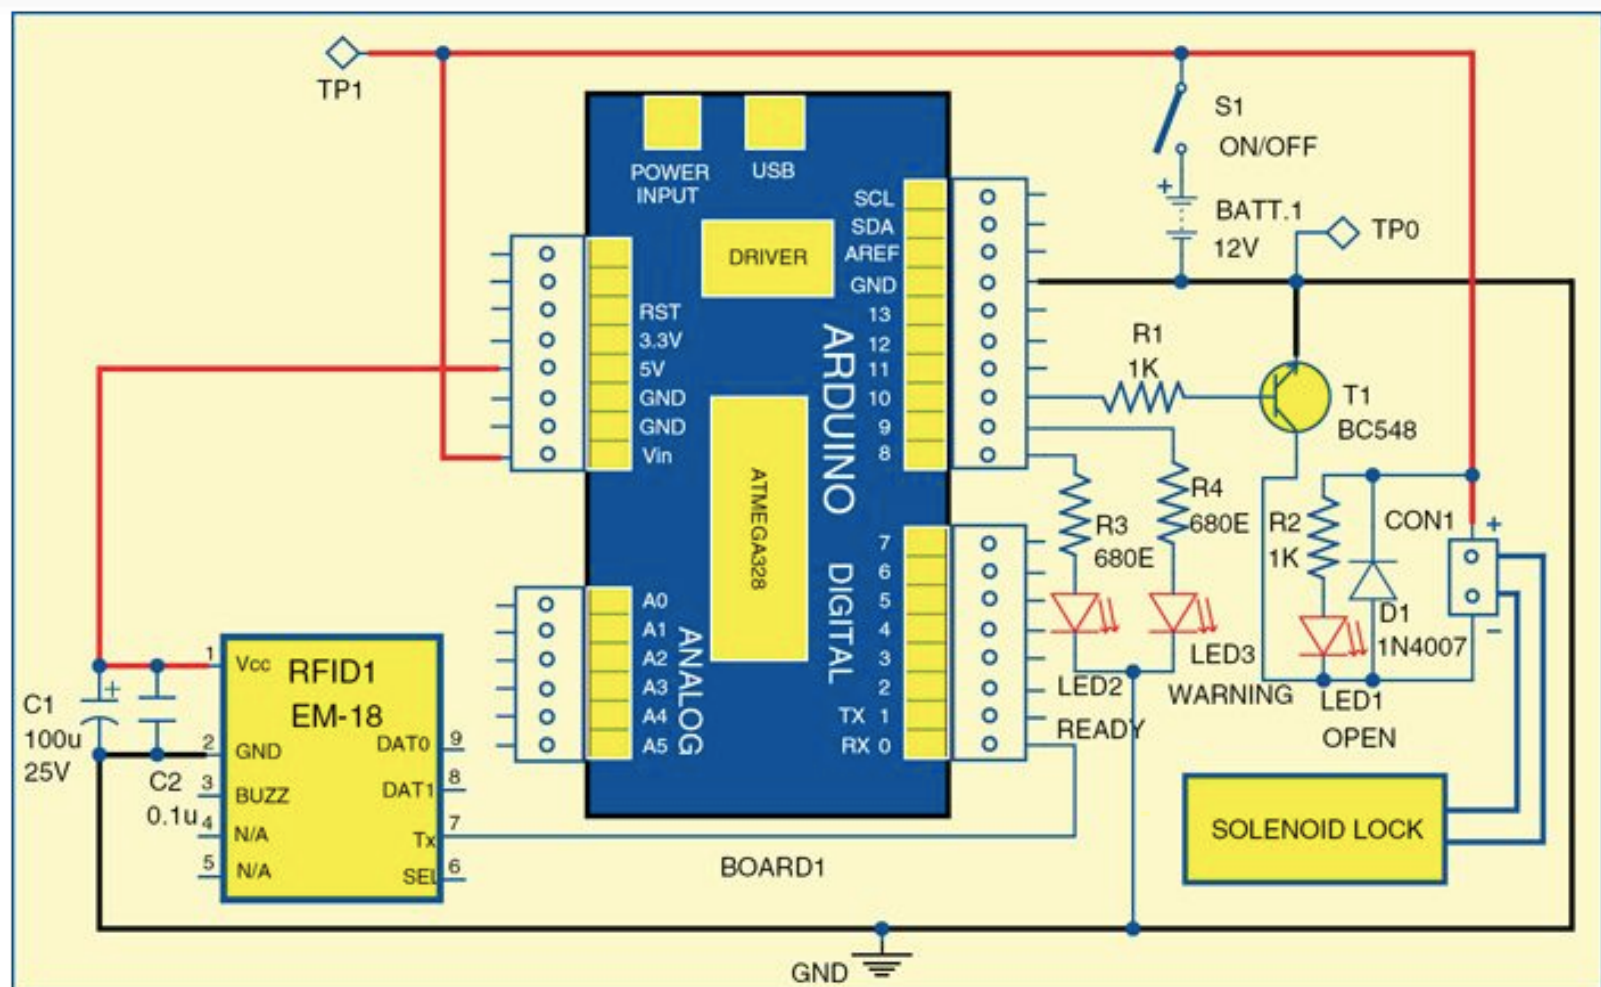 TP1
S1
ON/OFF
+
BATT.1
12V
TP0
POWER
INPUT
USB
DRIVER
SCL
SDA
AREF
GND
13
12
11
10
9
8
RST
3.3V
5V
GND
GND
Vin
ARDUINO
ATMEGA328
R1
1K
T1
BC548
R3
680E
R4
680E
R2
1K
CON1
+
D1
1N4007
−
7
6
5
4
3
2
TX 1
RX 0
DIGITAL
A0
A1
A2
A3
A4
A5
ANALOG
LED2
READY
LED3
WARNING
LED1
OPEN
C1
100u
25V
+
C2
0.1u
RFID1
EM-18
1 Vcc
2 GND
3 BUZZ
4 N/A
5 N/A
DAT0 9
DAT1 8
Tx 7
SEL 6
BOARD1
SOLENOID LOCK
GND